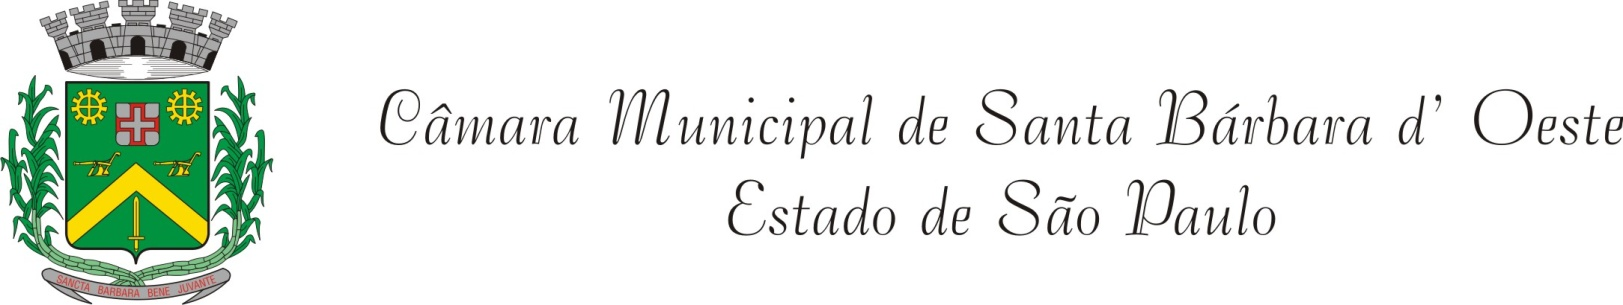 Câmara Municipal de Santa Bárbara d' Oeste
Estado de São Paulo
SANCTA BARBARA BENE JUVANTE